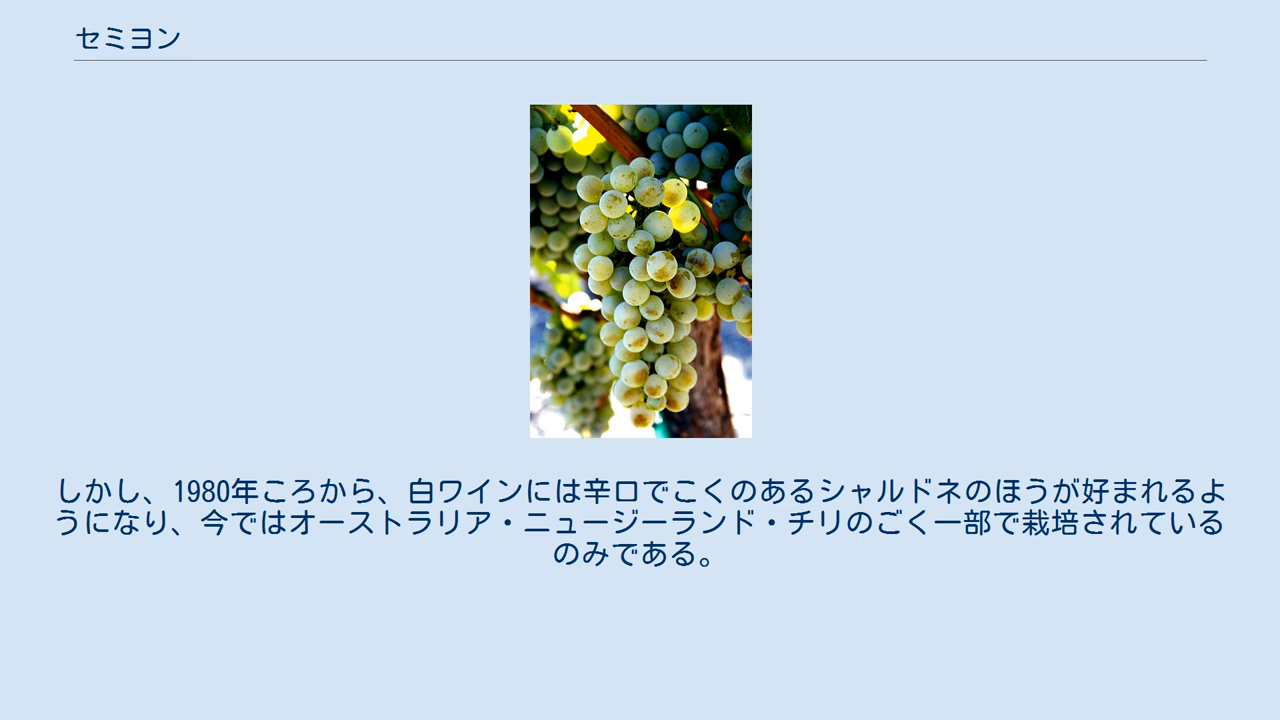 セミヨン
しかし、1980年ころから、白ワインには辛口でこくのあるシャルドネのほうが好まれるよ
うになり、今ではオーストラリア・ニュージーランド・チリのごく一部で栽培されている
のみである。